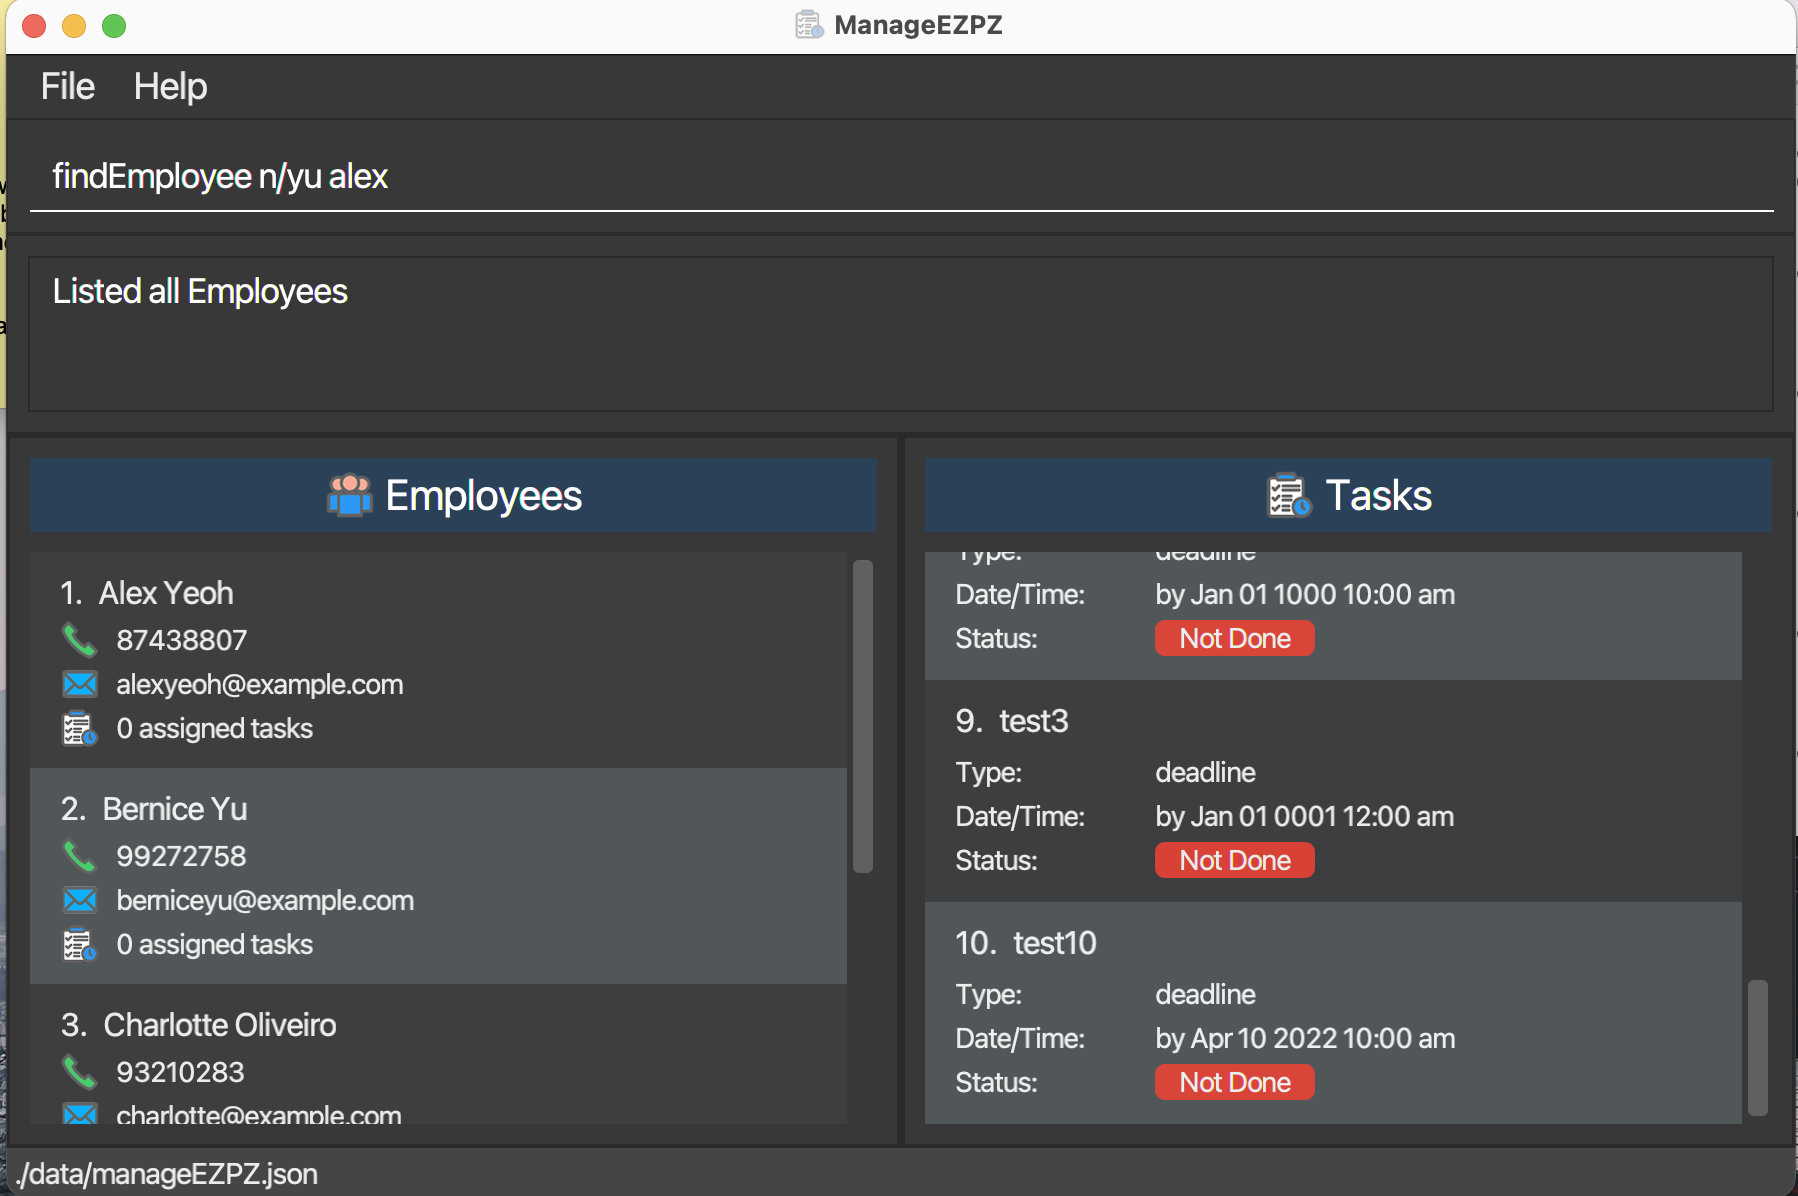 ManageEZPZ
File Help
findEmployee n/yu alex
Listed all Employees
Employees
1. Alex Yeoh
87438807
alexyeoh@example.com
0 assigned tasks
2. Bernice Yu
99272758
berniceyu@example.com
0 assigned tasks
3. Charlotte Oliveiro
93210283
charlotte@example.com
Tasks
Type: deadline
Date/Time: by Jan 01 1000 10:00 am
Status: Not Done
9. test3
Type: deadline
Date/Time: by Jan 01 0001 12:00 am
Status: Not Done
10. test10
Type: deadline
Date/Time: by Apr 10 2022 10:00 am
Status: Not Done
./data/manageEZPZ.json